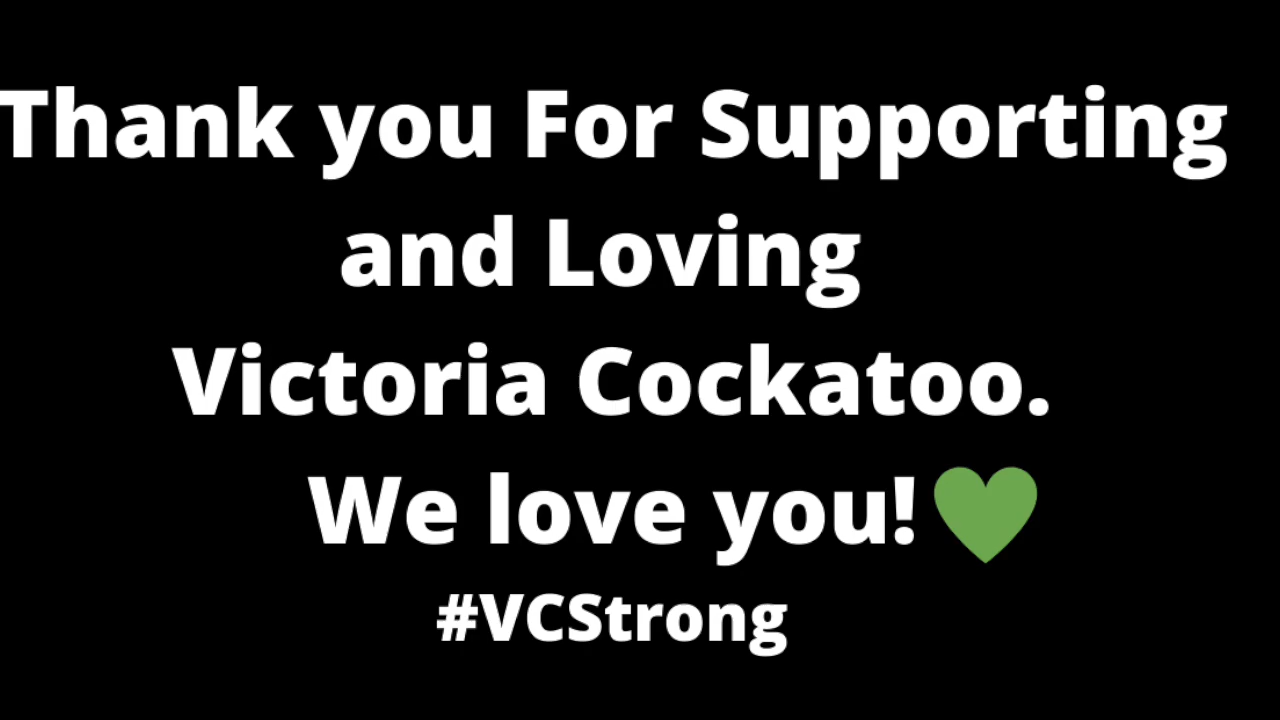 Thank you For Supporting
and Loving
Victoria Cockatoo.
We love you!💚
#VCStrong